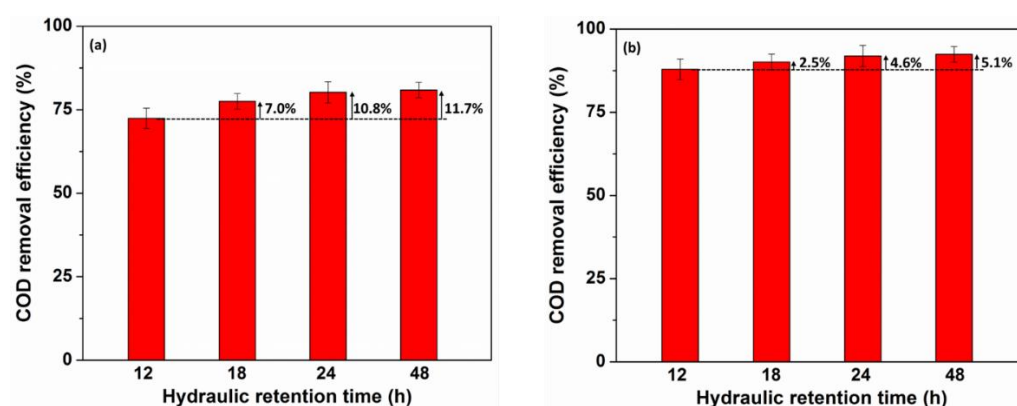 (a)
COD removal efficiency (%)
100
75
50
25
0
7.0%
10.8%
11.7%
12 18 24 48
Hydraulic retention time (h)
(b)
COD removal efficiency (%)
100
75
50
25
0
2.5%
4.6%
5.1%
12 18 24 48
Hydraulic retention time (h)